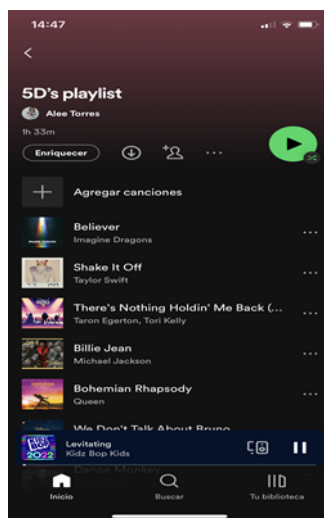 14:47
5D's playlist
Alee Torres
1h 33m
Enriquecer
Agregar canciones
Believer
Imagine Dragons
Shake It Off
Taylor Swift
There's Nothing Holdin' Me Back (...
Taron Egerton, Tori Kelly
Billie Jean
Michael Jackson
Bohemian Rhapsody
Queen
We Don't Talk About Bruno
Levitating
Kidz Bop Kids
2022
Dance Monkey
Inicio
Buscar
Tu biblioteca